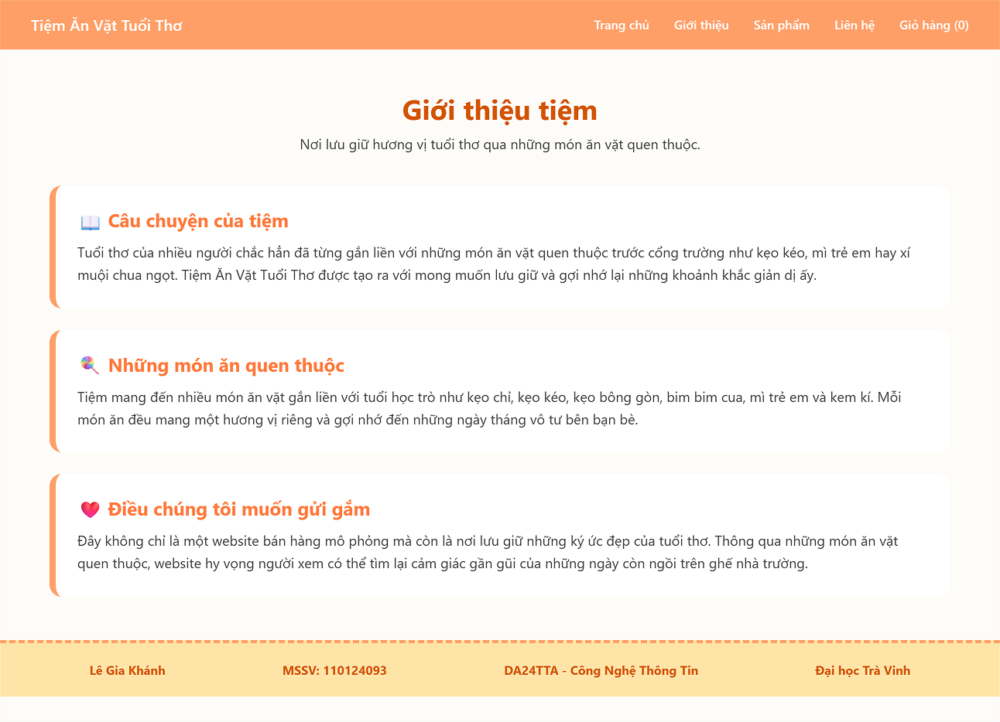 Tiệm Ăn Vặt Tuổi Thơ
Trang chủ
Giới thiệu
Sản phẩm
Liên hệ
Giỏ hàng (0)
Giới thiệu tiệm
Nơi lưu giữ hương vị tuổi thơ qua những món ăn vặt quen thuộc.
Câu chuyện của tiệm
Tuổi thơ của nhiều người chắc hẳn đã từng gắn liền với những món ăn vặt quen thuộc trước cổng trường như kẹo kéo, mì trẻ em hay xí
muội chua ngọt. Tiệm Ăn Vặt Tuổi Thơ được tạo ra với mong muốn lưu giữ và gợi nhớ lại những khoảnh khắc giản dị ấy.
Những món ăn quen thuộc
Tiệm mang đến nhiều món ăn vặt gắn liền với tuổi học trò như kẹo chỉ, kẹo kéo, kẹo bông gòn, bim bim cua, mì trẻ em và kem kí. Mỗi
món ăn đều mang một hương vị riêng và gợi nhớ đến những ngày tháng vô tư bên bạn bè.
Điều chúng tôi muốn gửi gắm
Đây không chỉ là một website bán hàng mô phỏng mà còn là nơi lưu giữ những ký ức đẹp của tuổi thơ. Thông qua những món ăn vặt
quen thuộc, website hy vọng người xem có thể tìm lại cảm giác gần gũi của những ngày còn ngồi trên ghế nhà trường.
Lê Gia Khánh
MSSV: 110124093
DA24TTA - Công Nghệ Thông Tin
Đại học Trà Vinh